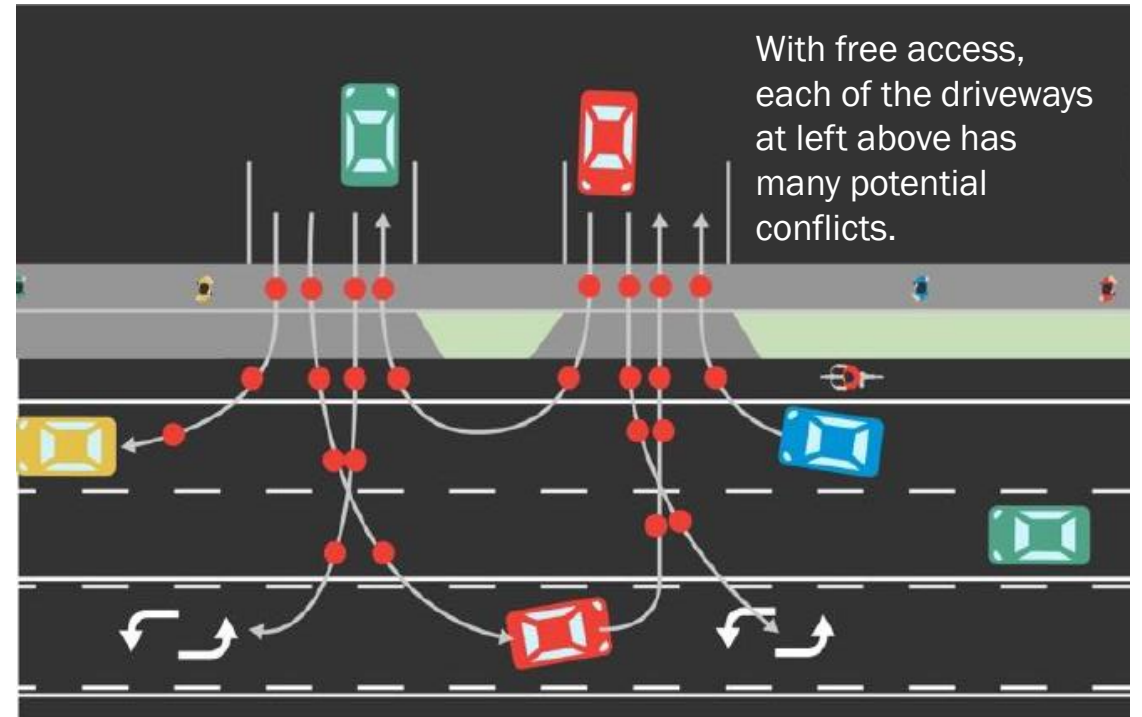 With free access,
each of the driveways
at left above has
many potential
conflicts.